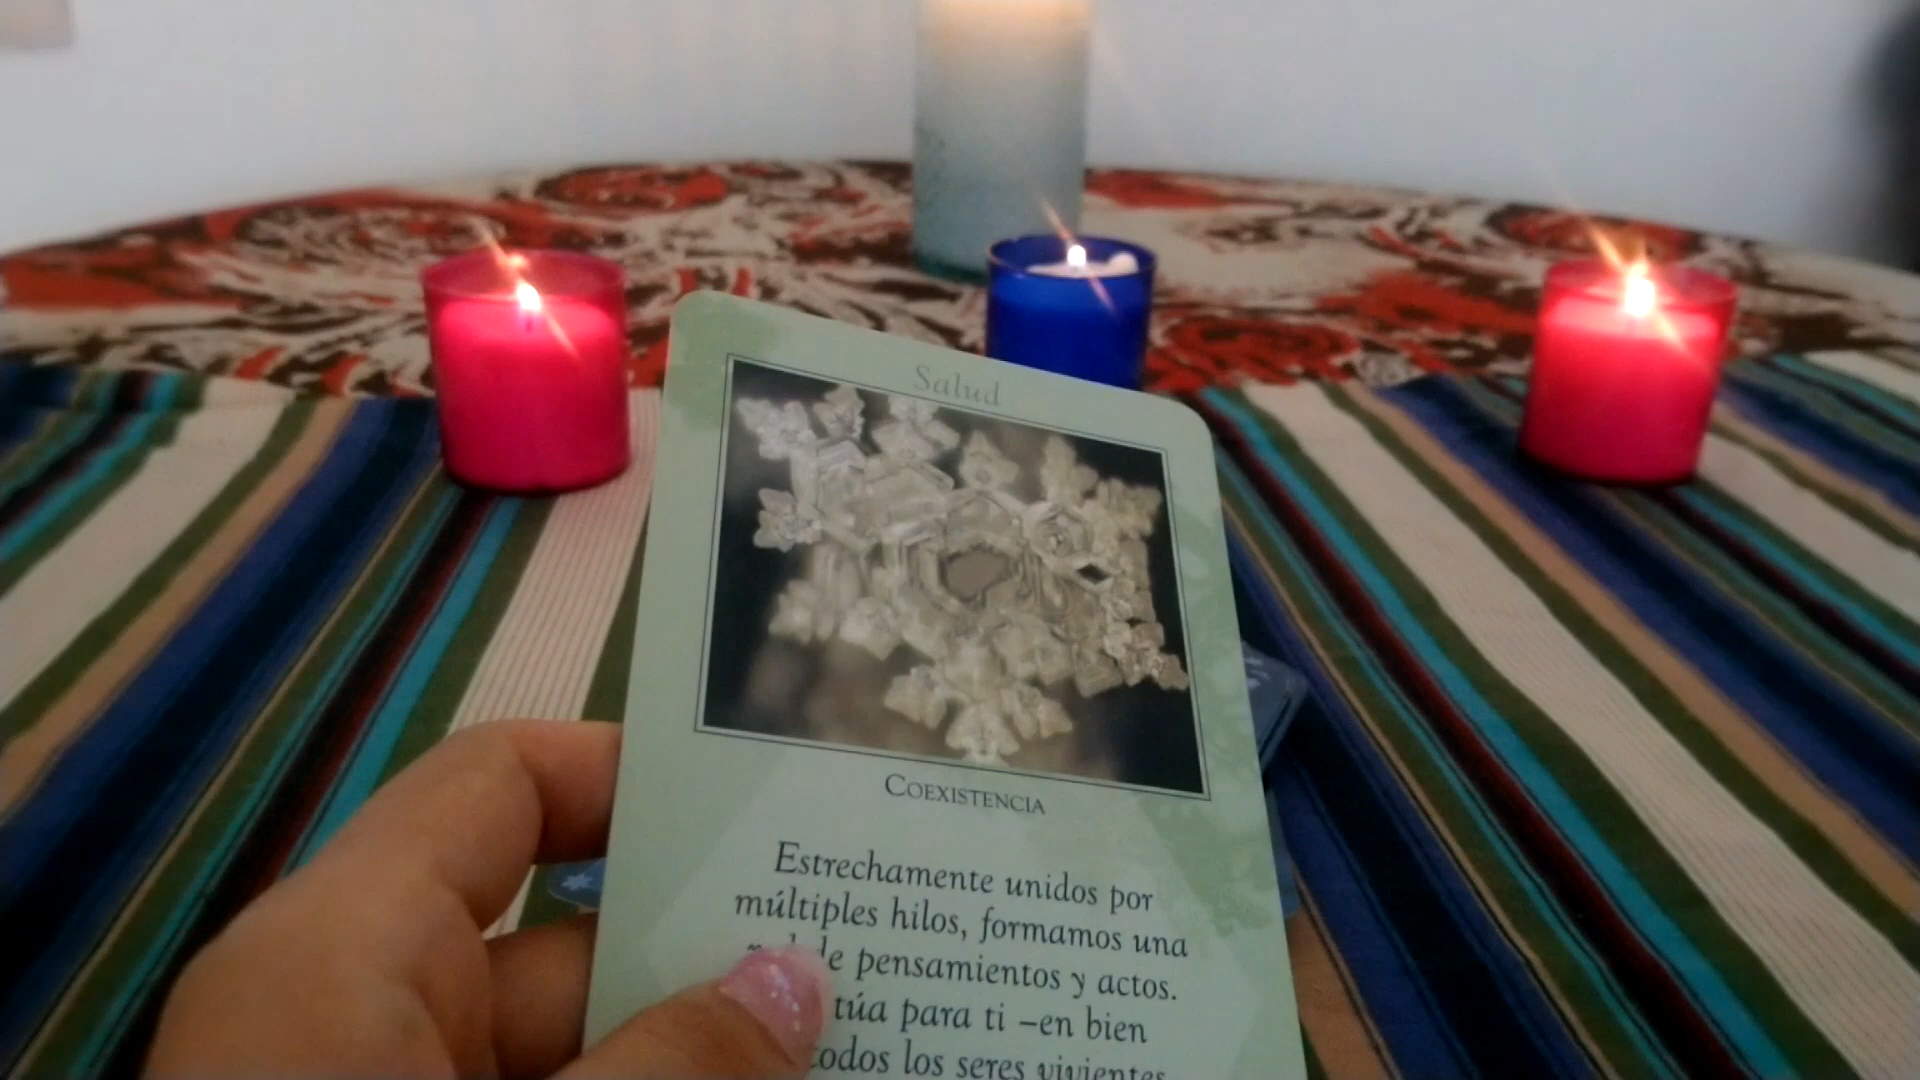 Salud
COEXISTENCIA
Estrechamente unidos por
múltiples hilos, formamos una
de pensamientos y actos.
para ti –en bien
todos los seres vivientes